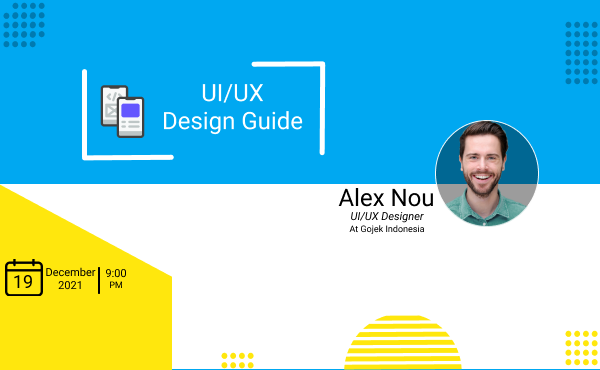 UI/UX
Design Guide
Alex Nou
UI/UX Designer
At Gojek Indonesia
19
December
2021
9:00
PM